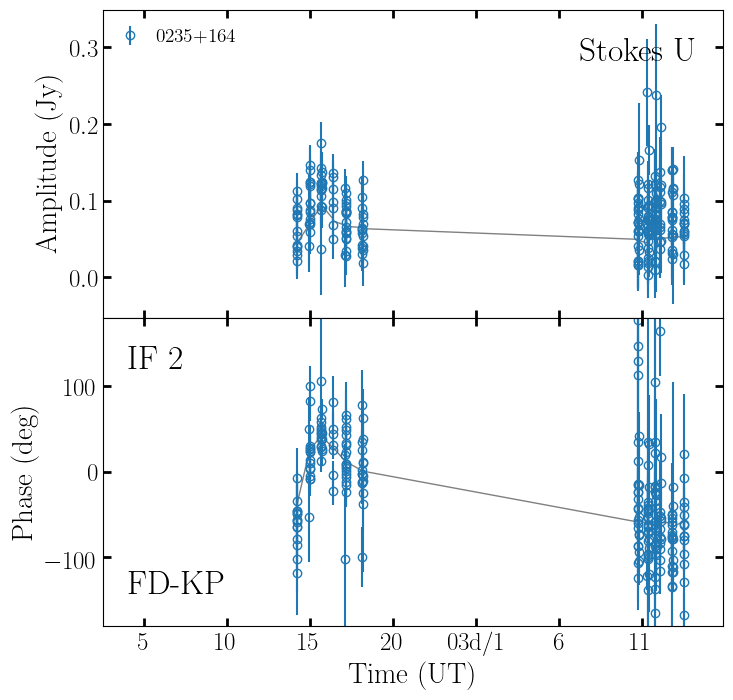 0235+164
Stokes U
Amplitude (Jy)
0.3
0.2
0.1
0.0
IF 2
Phase (deg)
100
0
−100
FD-KP
5 10 15 20 03d/1 6 11
Time (UT)